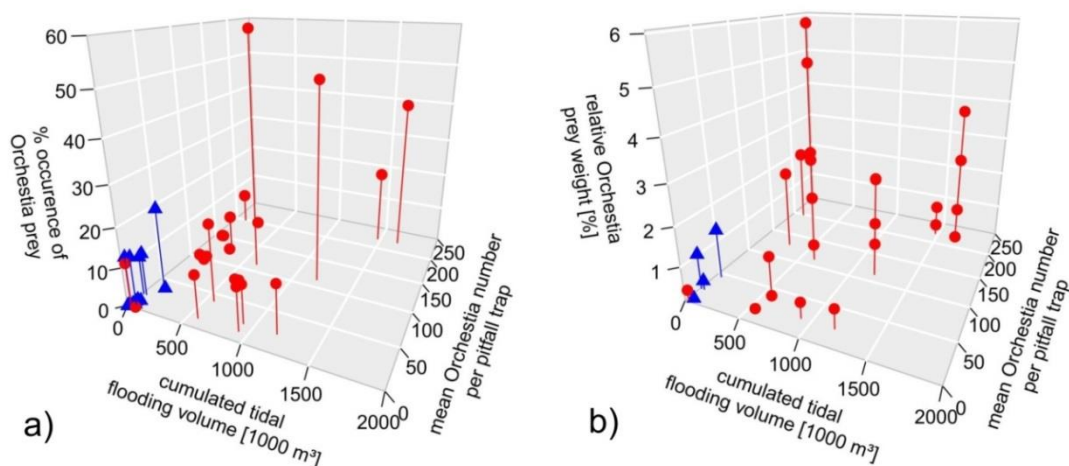 60
50
40
30
20
10
0
% occurence of
Orchestia prey
0
500
1000
1500
2000
cumulated tidal
flooding volume [1000 m³]
0
50
100
150
200
250
mean Orchestia number
per pitfall trap
a)
6
5
4
3
2
1
relative Orchestia
prey weight [%]
0
500
1000
1500
2000
cumulated tidal
flooding volume [1000 m³]
0
50
100
150
200
250
mean Orchestia number
per pitfall trap
b)